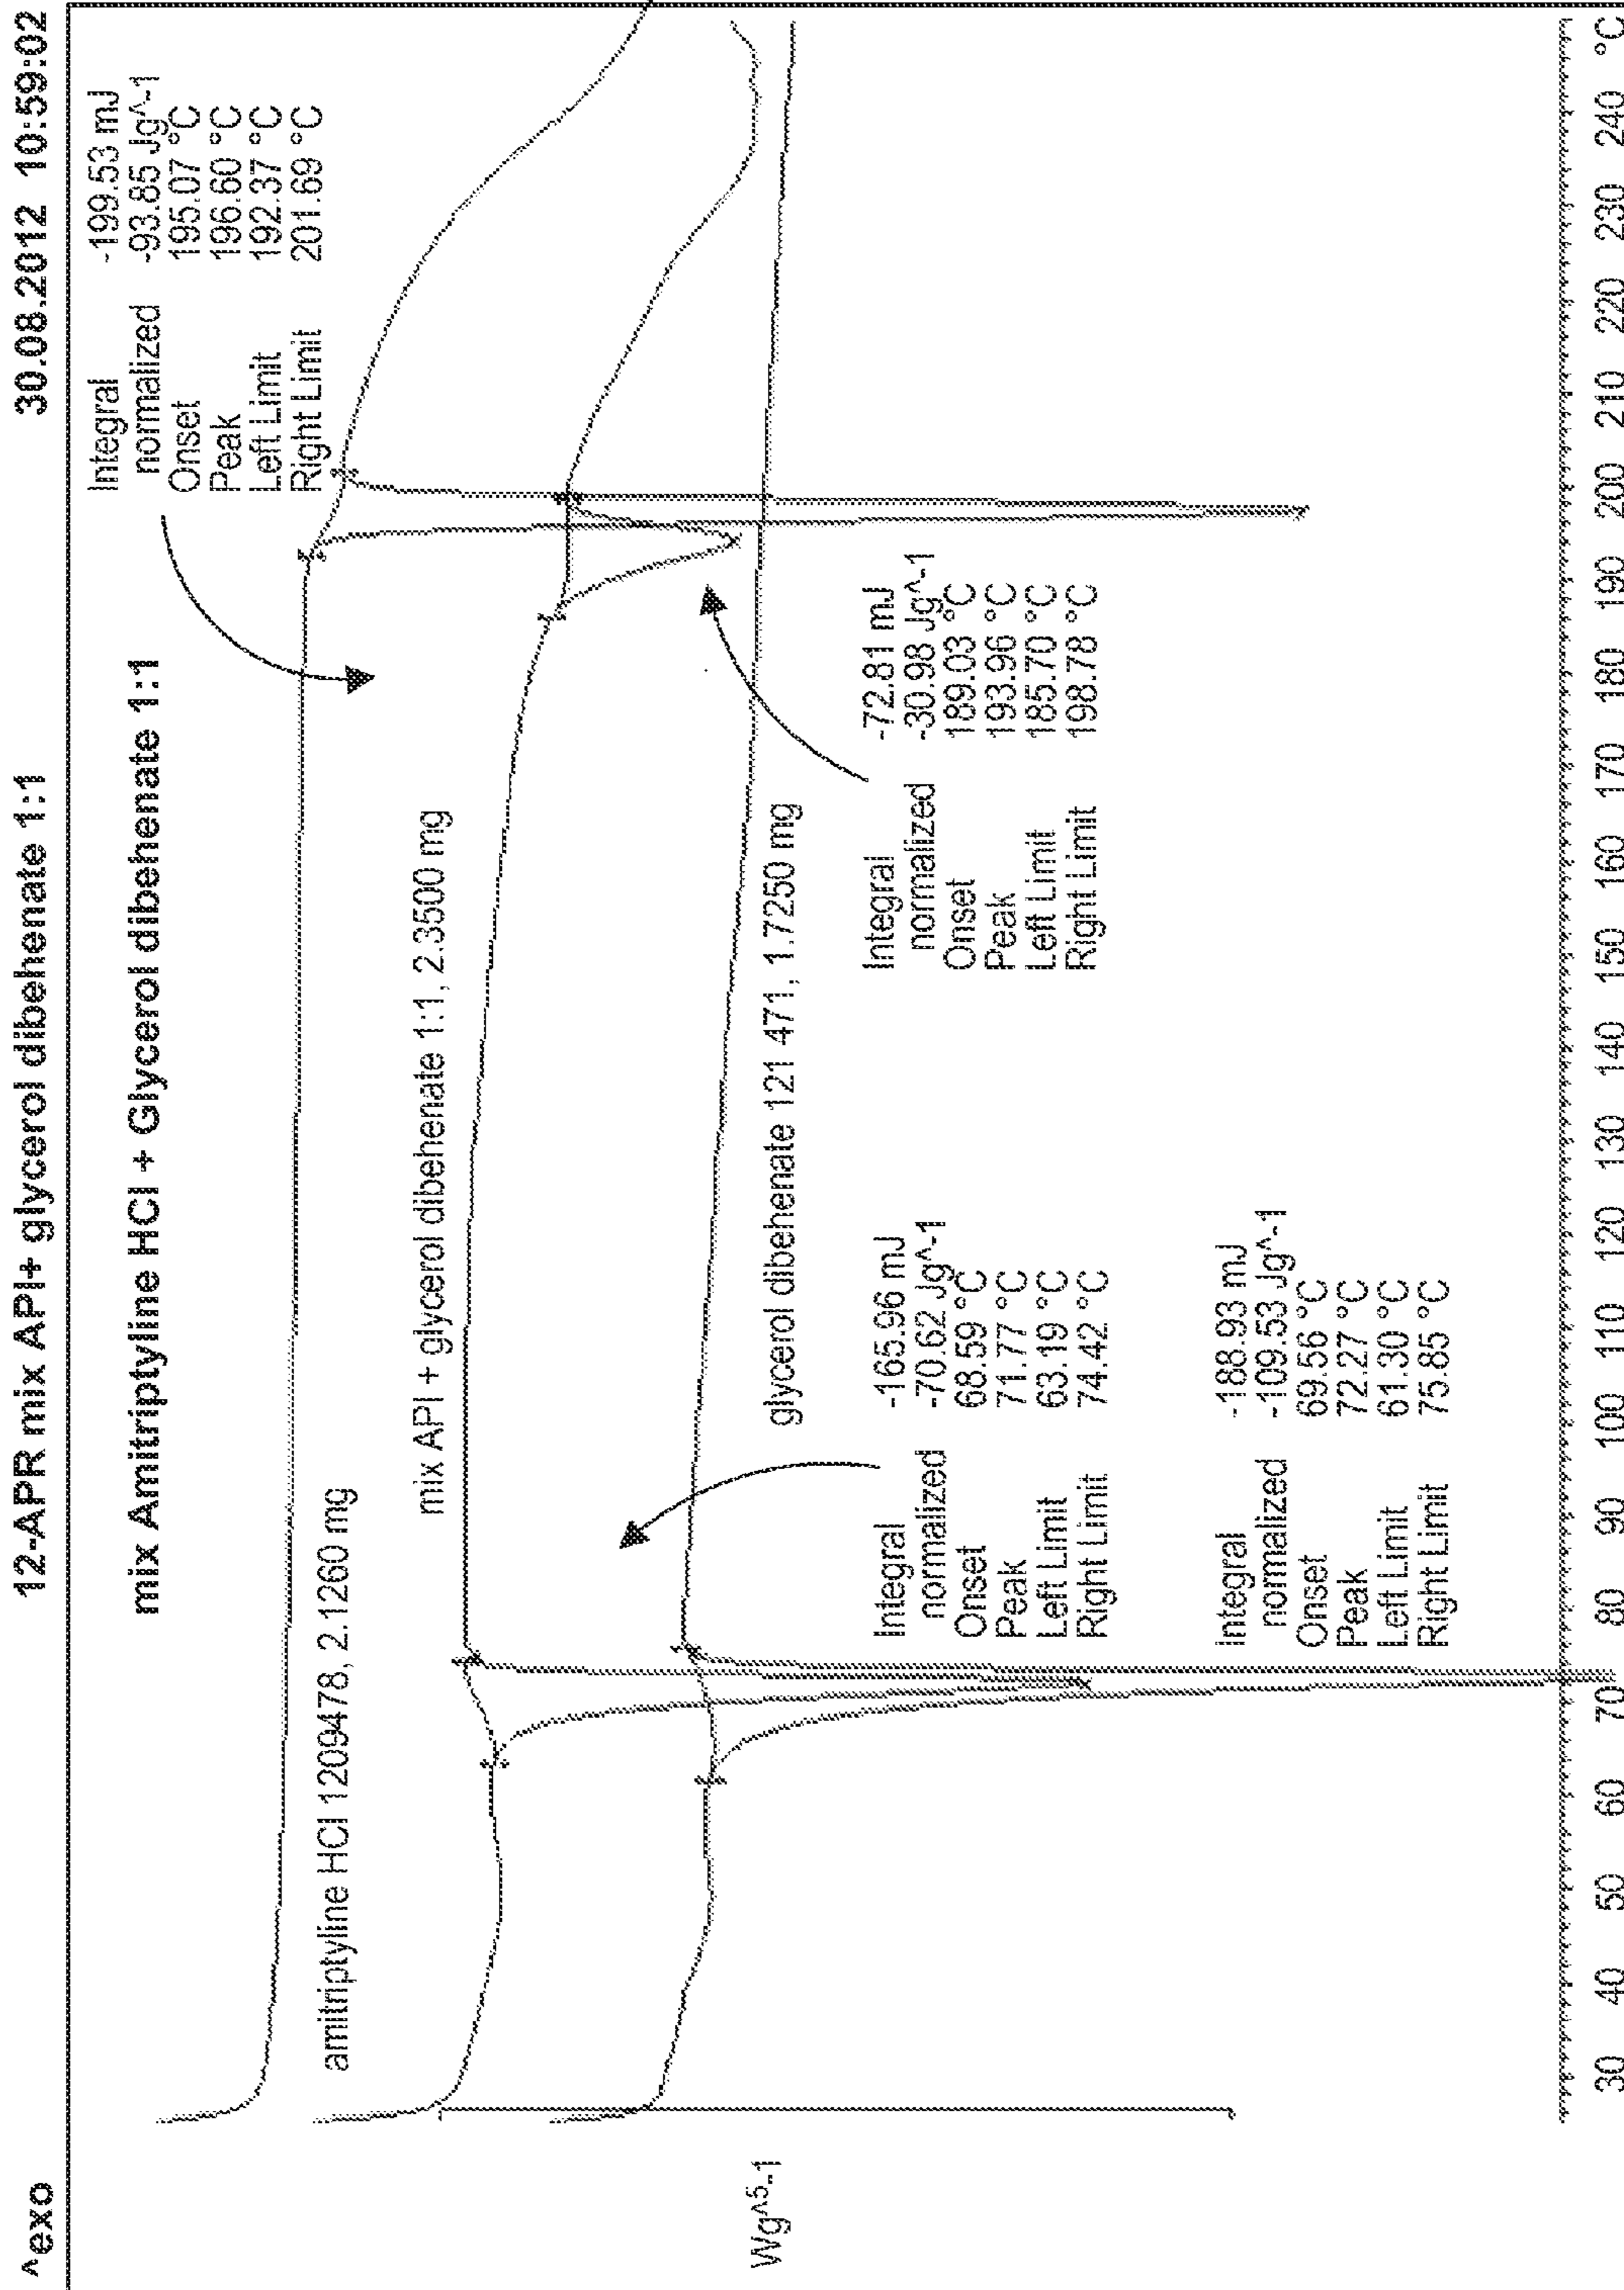 ^exo
12-APR mix API+ glycerol dibehenate 1:1
30.08.2012 10:59:02
mix Amitriptyline HCl + Glycerol dibehenate 1:1
Integral -199.53 mJ
normalized -93.85 Jg^-1
Onset 195.07 °C
Peak 196.60 °C
Left Limit 192.37 °C
Right Limit 201.69 °C
amitriptyline HCl 1209478, 2.1260 mg
mix API + glycerol dibehenate 1:1, 2.3500 mg
glycerol dibehenate 121 471, 1.7250 mg
Integral -72.81 mJ
normalized -30.98 Jg^-1
Onset 189.03 °C
Peak 193.96 °C
Left Limit 185.70 °C
Right Limit 198.78 °C
Integral -165.96 mJ
normalized -70.62 Jg^-1
Onset 68.59 °C
Peak 71.77 °C
Left Limit 63.19 °C
Right Limit 74.42 °C
Integral -188.93 mJ
normalized -109.53 Jg^-1
Onset 69.56 °C
Peak 72.27 °C
Left Limit 61.30 °C
Right Limit 75.85 °C
Wg^5-1
30 40 50 60 70 80 90 100 110 120 130 140 150 160 170 180 190 200 210 220 230 240 °C